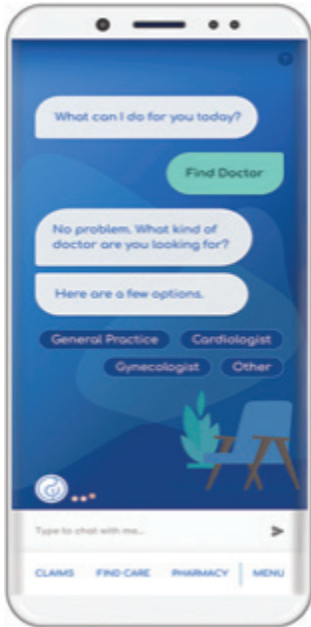 What can I do for you today?
Find Doctor
No problem. What kind of
doctor are you looking for?
Here are a few options.
General Practice Cardiologist
Gynecologist Other
Type to chat with me...
CLAIMS FIND CARE PHARMACY MENU